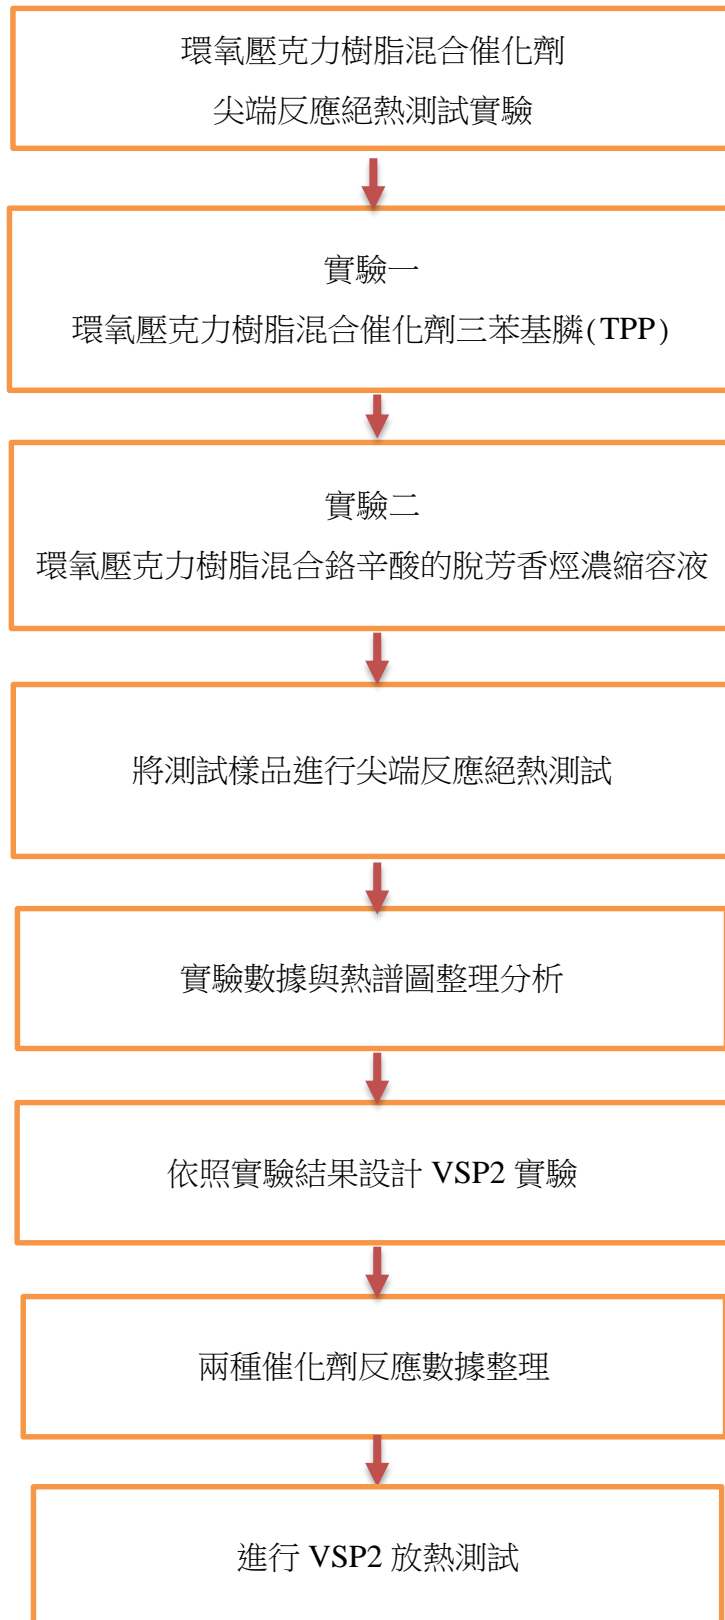 環氧壓克力樹脂混合催化劑
尖端反應絕熱測試實驗
實驗一
環氧壓克力樹脂混合催化劑三苯基膦(TPP)
實驗二
環氧壓克力樹脂混合鉻辛酸的脫芳香烴濃縮容液
將測試樣品進行尖端反應絕熱測試
實驗數據與熱譜圖整理分析
依照實驗結果設計 VSP2 實驗
兩種催化劑反應數據整理
進行 VSP2 放熱測試